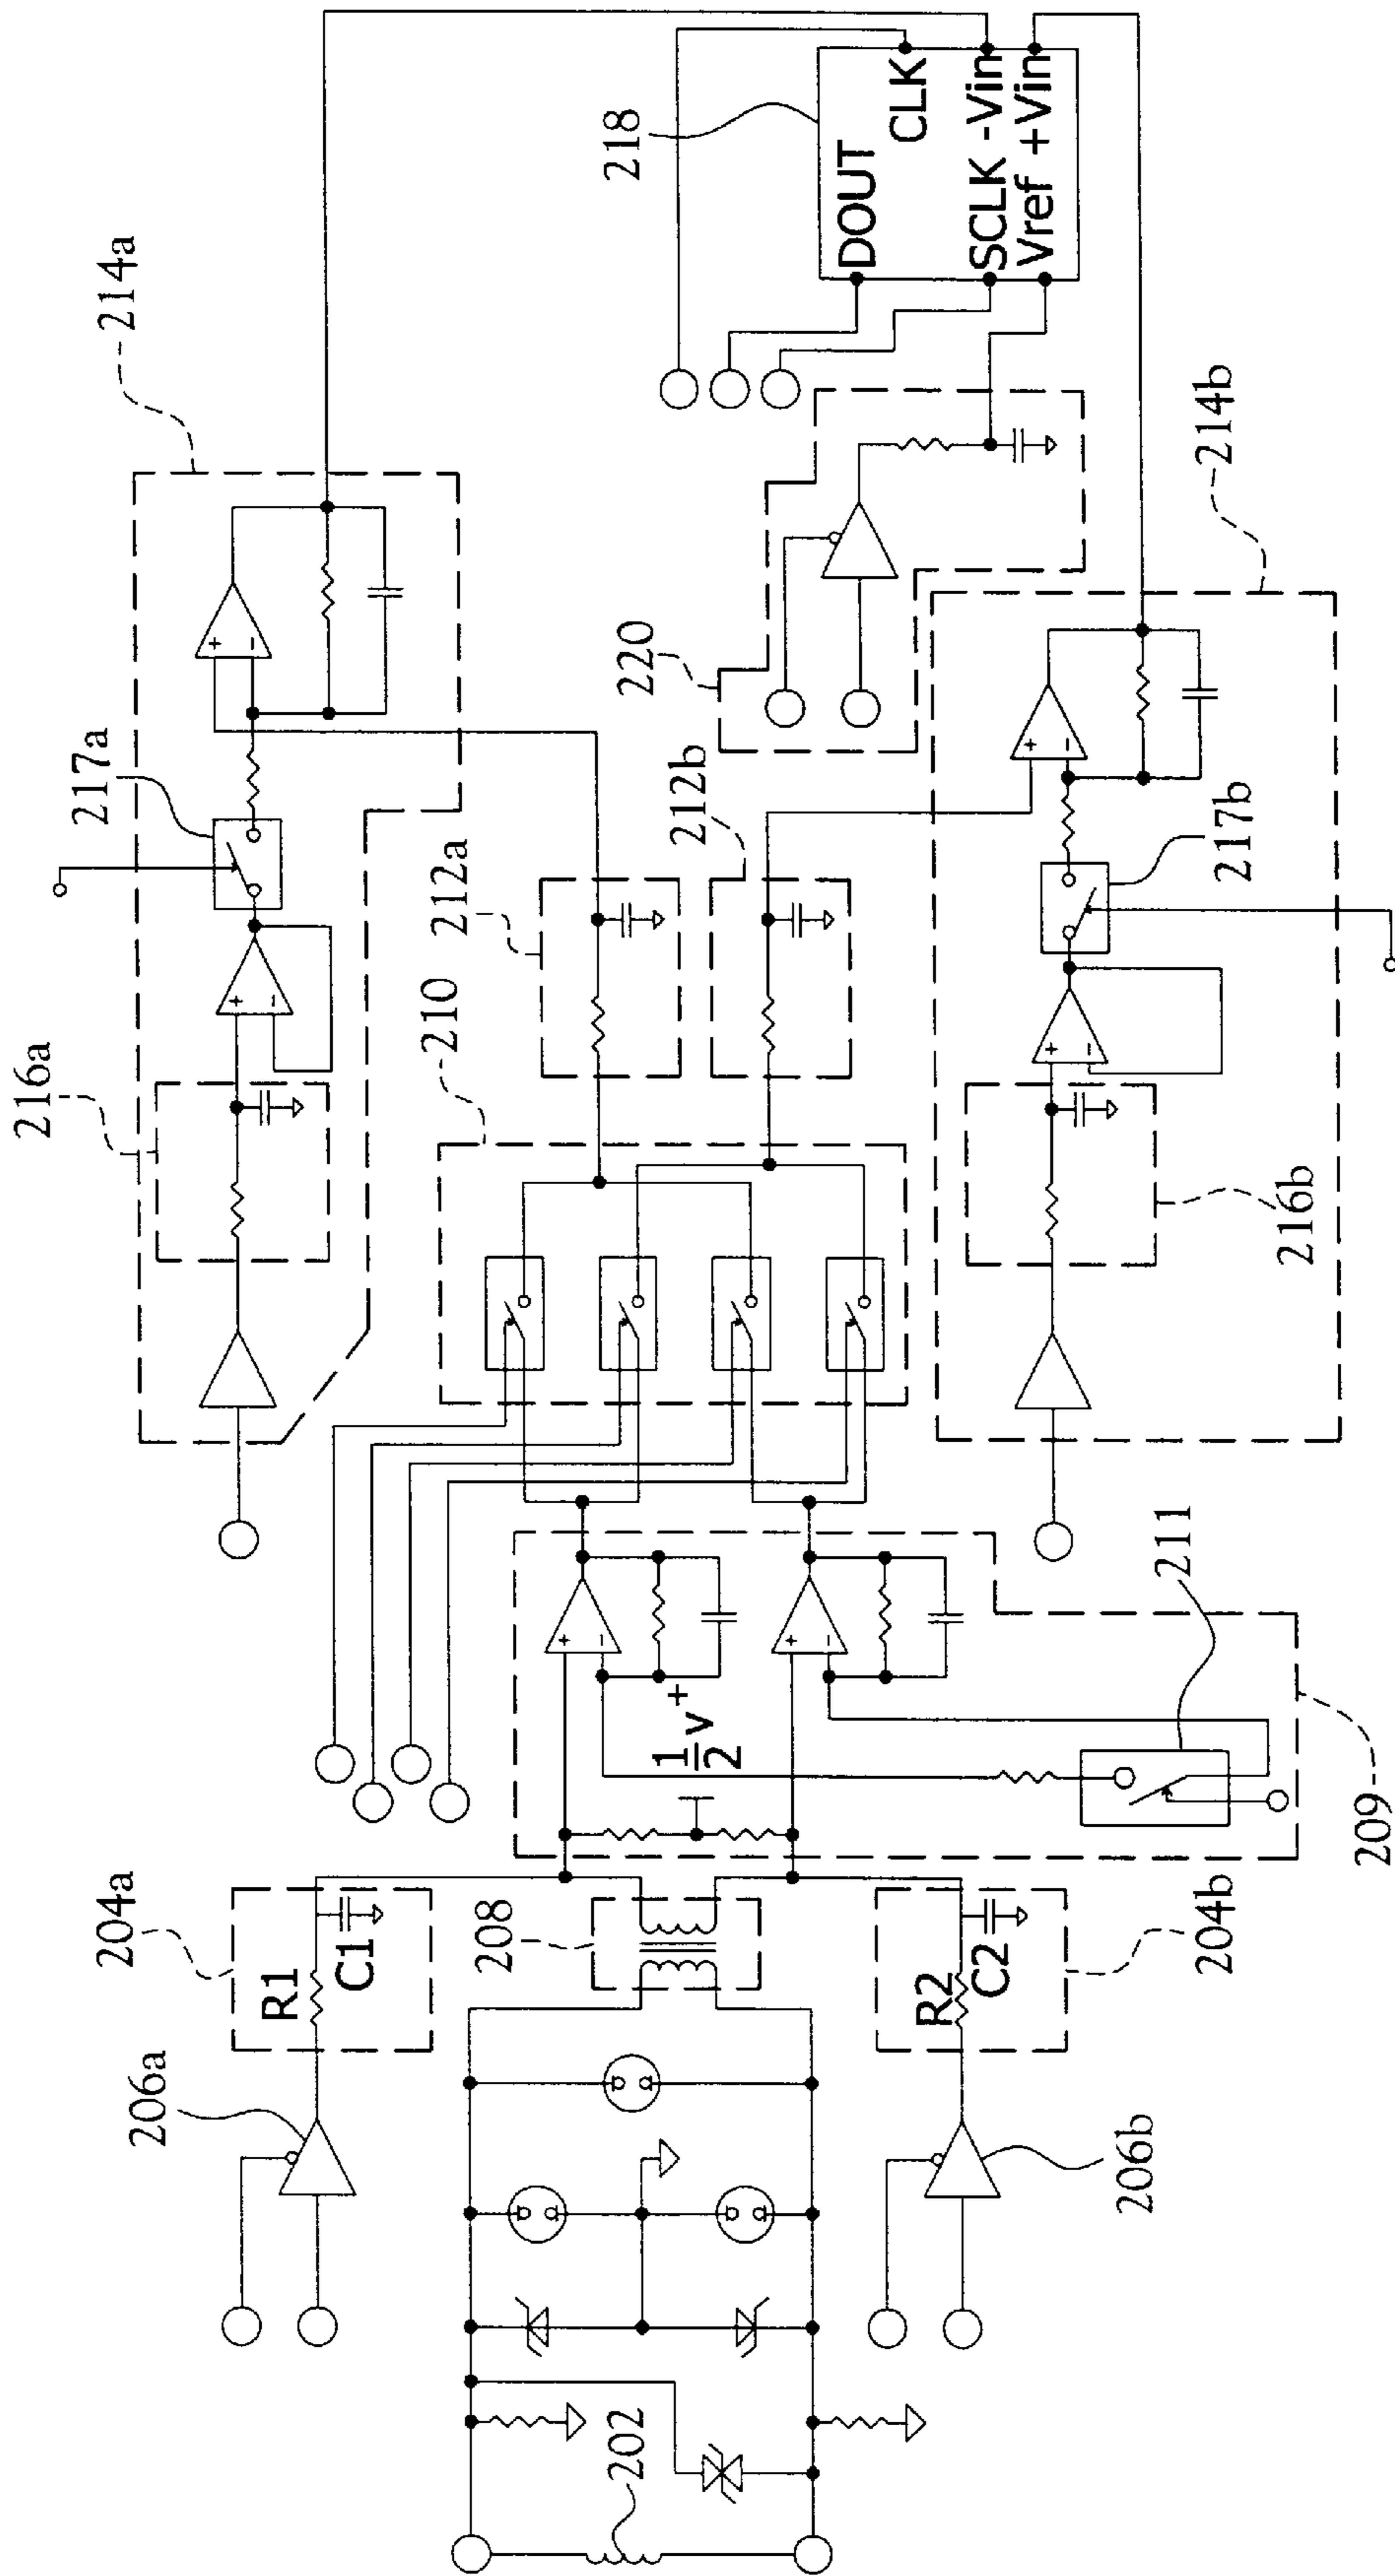 204a
R1
C1
206a
202
208
206b
R2
C2
204b
209
211
1/2 v+
+
-
+
-
210
212a
212b
216a
+
-
217a
+
-
214a
216b
+
-
217b
+
-
214b
220
218
DOUT
CLK
SCLK -Vin
Vref +Vin